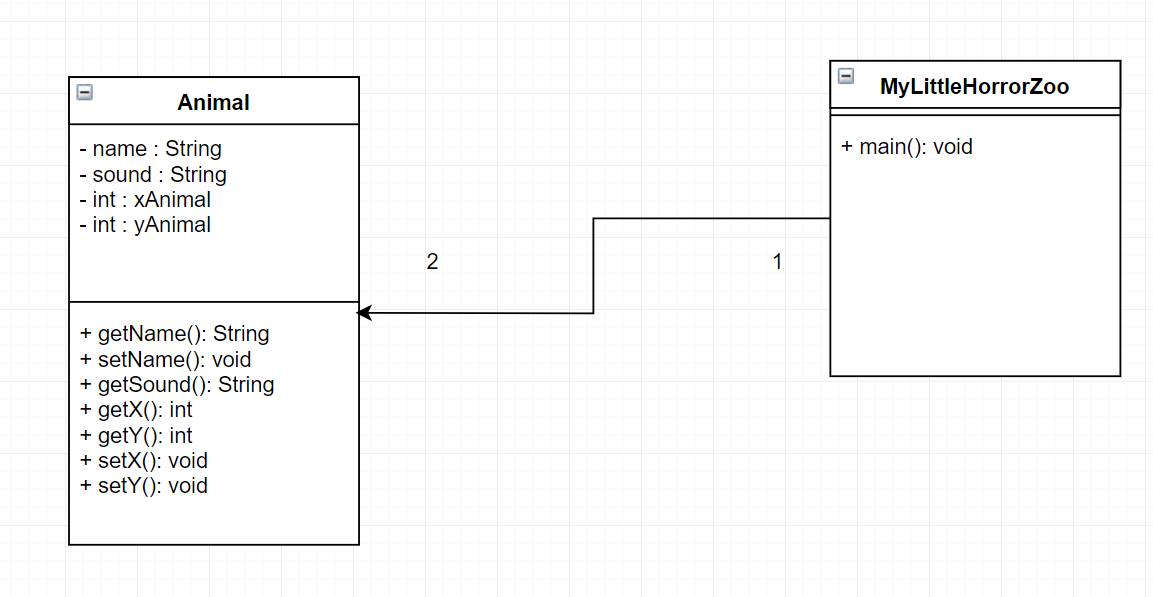 Animal
- name : String
- sound : String
- int : xAnimal
- int : yAnimal
+ getName(): String
+ setName(): void
+ getSound(): String
+ getX(): int
+ getY(): int
+ setX(): void
+ setY(): void
2
1
MyLittleHorrorZoo
+ main(): void